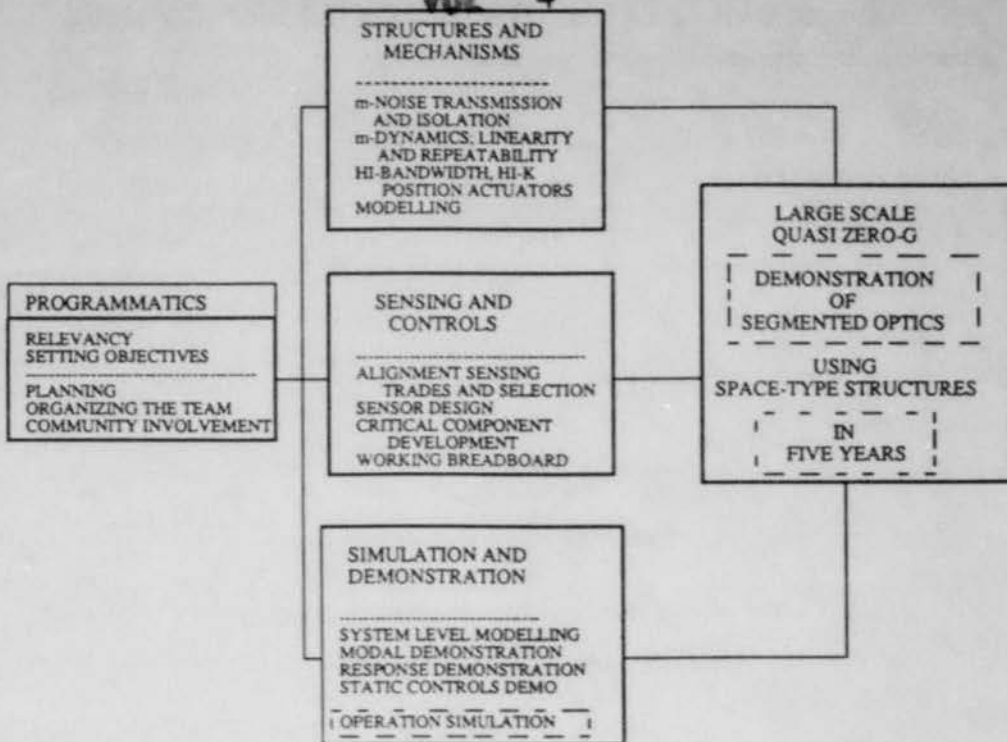 STRUCTURES AND
MECHANISMS
m-NOISE TRANSMISSION
AND ISOLATION
m-DYNAMICS: LINEARITY
AND REPEATABILITY
HI-BANDWIDTH, HI-K
POSITION ACTUATORS
MODELLING
PROGRAMMATICS
RELEVANCY
SETTING OBJECTIVES
PLANNING
ORGANIZING THE TEAM
COMMUNITY INVOLVEMENT
SENSING AND
CONTROLS
ALIGNMENT SENSING
TRADES AND SELECTION
SENSOR DESIGN
CRITICAL COMPONENT
DEVELOPMENT
WORKING BREADBOARD
SIMULATION AND
DEMONSTRATION
SYSTEM LEVEL MODELLING
MODAL DEMONSTRATION
RESPONSE DEMONSTRATION
STATIC CONTROLS DEMO
OPERATION SIMULATION
LARGE SCALE
QUASI ZERO-G
DEMONSTRATION
OF
SEGMENTED OPTICS
USING
SPACE-TYPE STRUCTURES
IN
FIVE YEARS